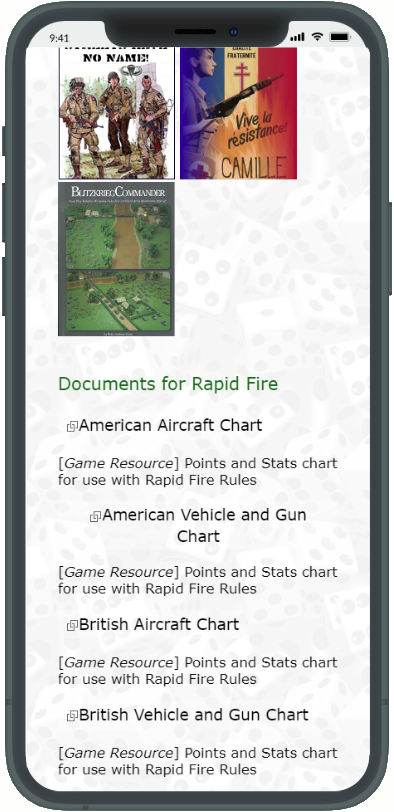 9:41
NO NAME!
FRATERNITÉ
Vive la
résistance!
CAMILLE
BLITZKRIEG COMMANDER
Documents for Rapid Fire
American Aircraft Chart
[Game Resource] Points and Stats chart
for use with Rapid Fire Rules
American Vehicle and Gun
Chart
[Game Resource] Points and Stats chart
for use with Rapid Fire Rules
British Aircraft Chart
[Game Resource] Points and Stats chart
for use with Rapid Fire Rules
British Vehicle and Gun Chart
[Game Resource] Points and Stats chart
for use with Rapid Fire Rules